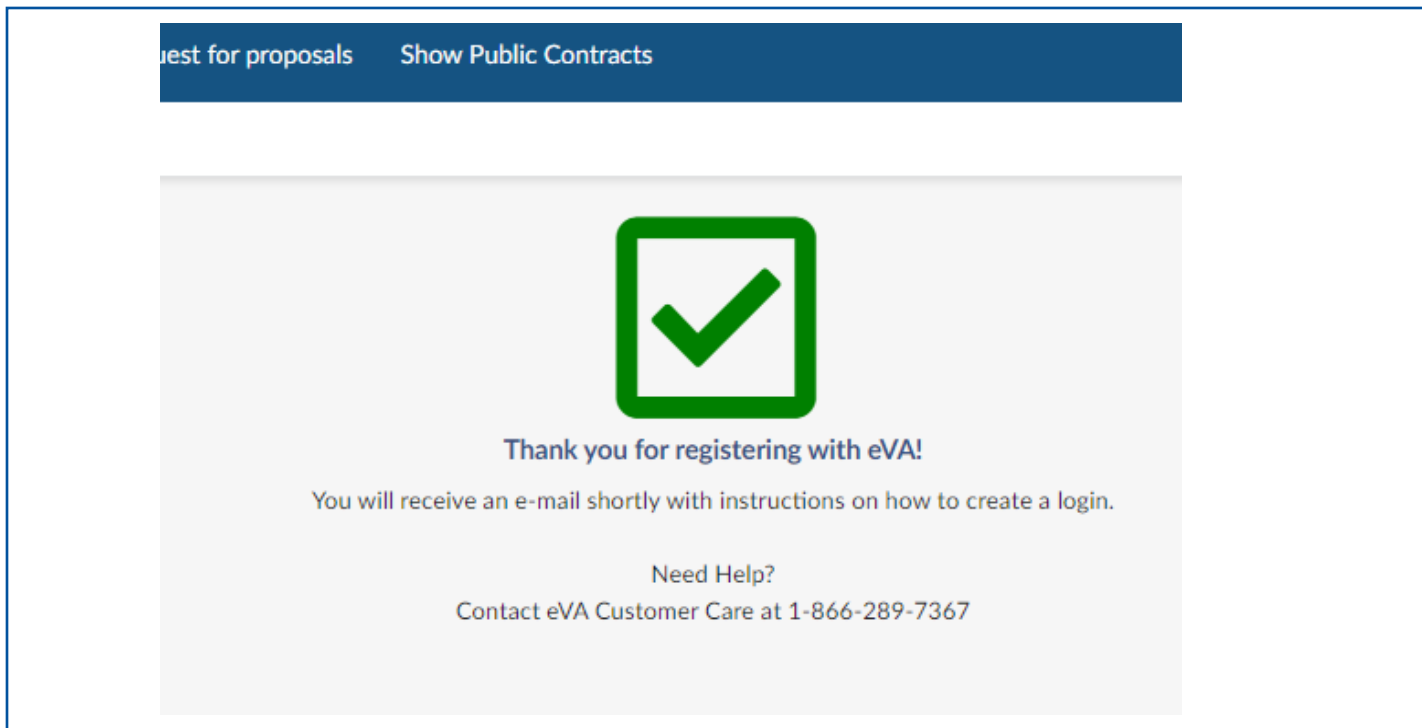 for proposals Show Public Contracts
Thank you for registering with eVA!
You will receive an e-mail shortly with instructions on how to create a login.
Need Help?
Contact eVA Customer Care at 1-866-289-7367